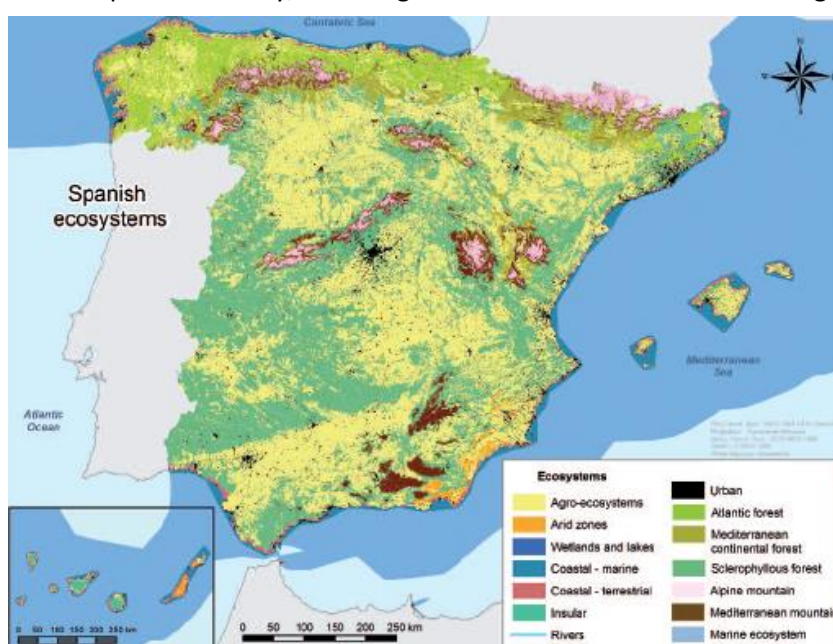 Cantabric Sea
N
Spanish
ecosystems
Mediterranean
Sea
Atlantic
Ocean
Ecosystems
Agro-ecosystems
Arid zones
Wetlands and lakes
Coastal - marine
Coastal - terrestrial
Insular
Rivers
Urban
Atlantic forest
Mediterranean
continental forest
Sclerophyllous forest
Alpine mountain
Mediterranean mountain
Marine ecosystem
0 50 100 150 200 250 km
0 50 100 150 200 250 km